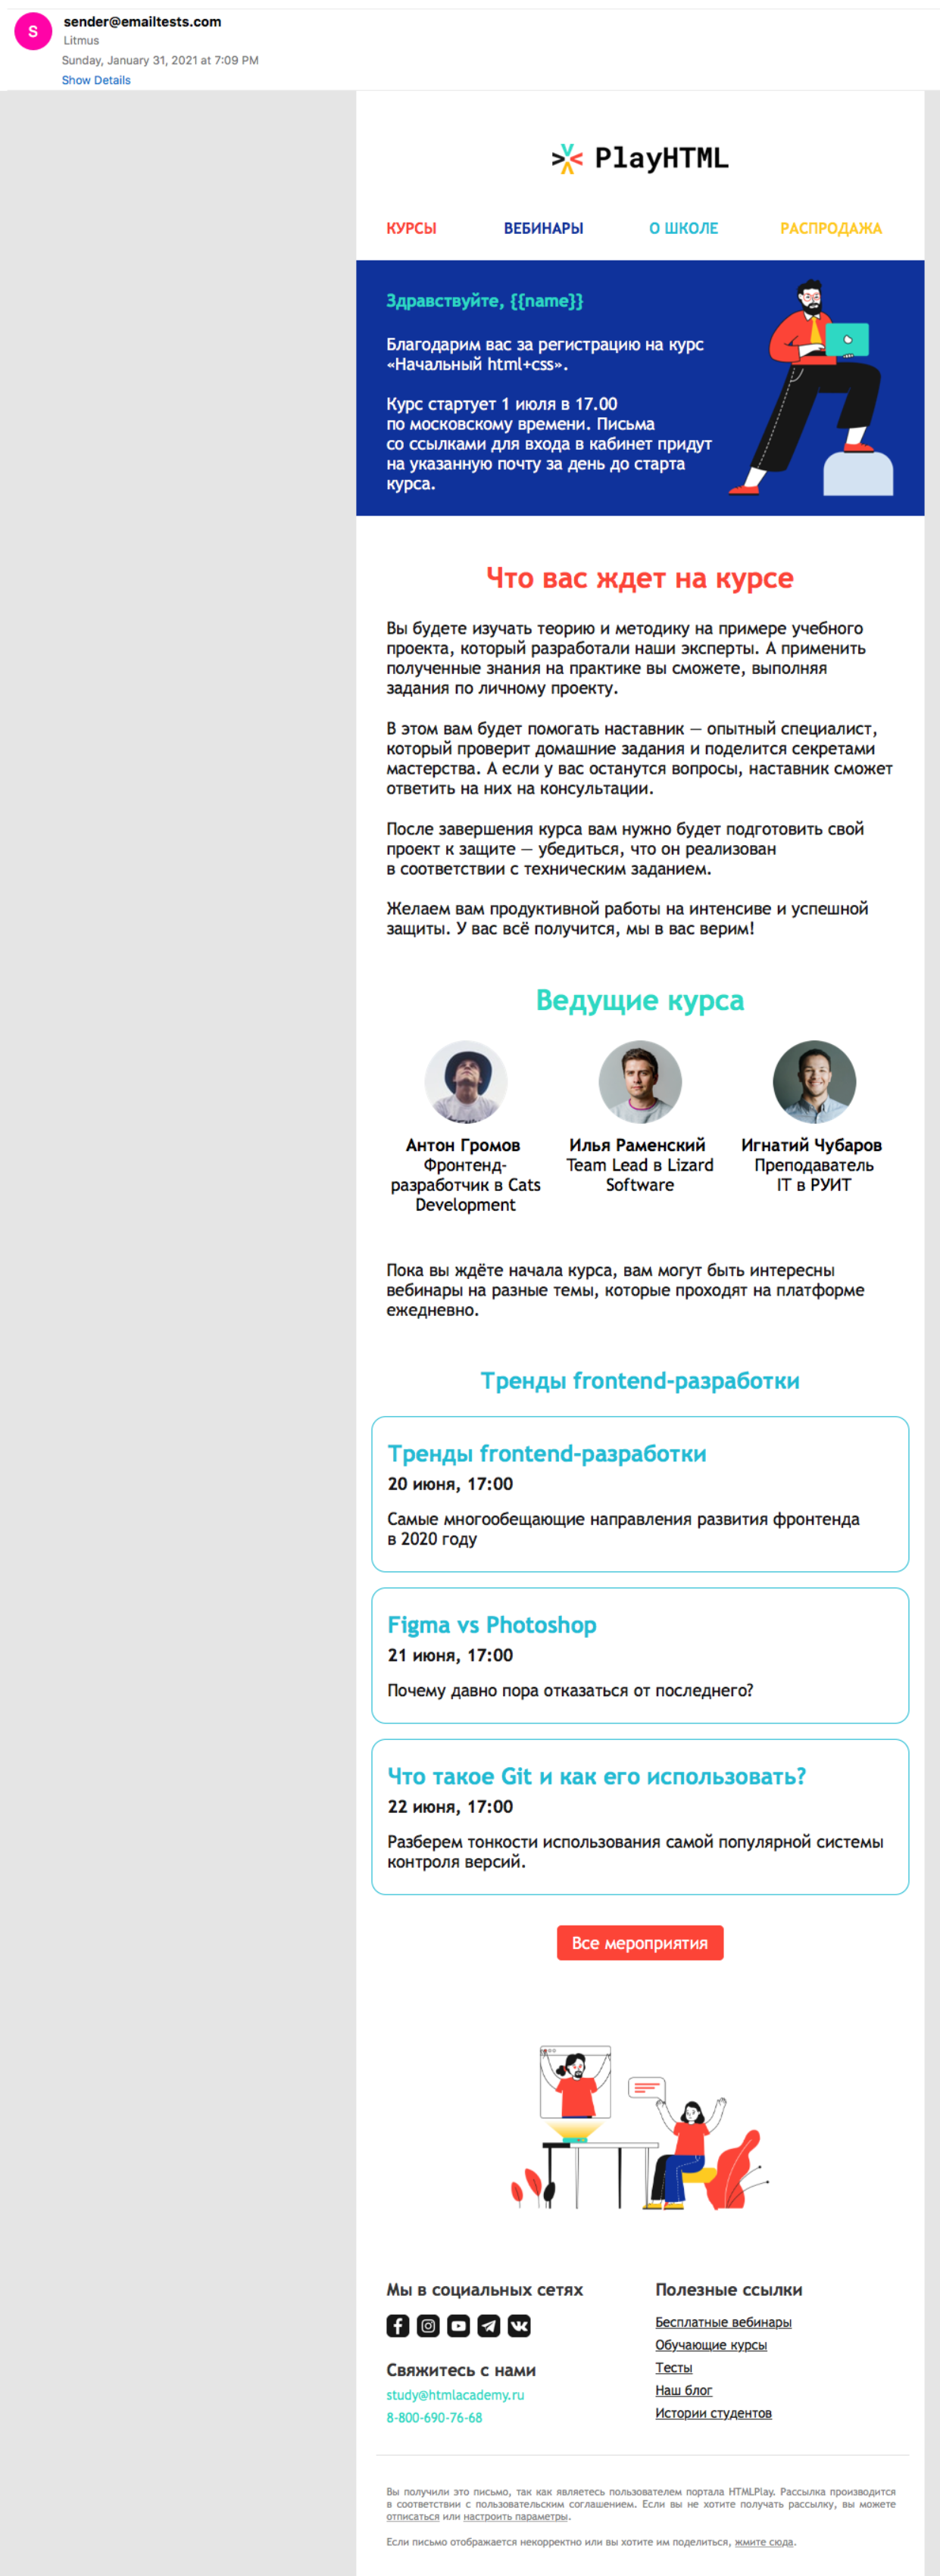 S
sender@emailtests.com
Litmus
Sunday, January 31, 2021 at 7:09 PM
Show Details
PlayHTML
КУРСЫ ВЕБИНАРЫ О ШКОЛЕ РАСПРОДАЖА
Здравствуйте, {{name}}
Благодарим вас за регистрацию на курс
«Начальный html+css».
Курс стартует 1 июля в 17.00
по московскому времени. Письма
со ссылками для входа в кабинет придут
на указанную почту за день до старта
курса.
Что вас ждет на курсе
Вы будете изучать теорию и методику на примере учебного
проекта, который разработали наши эксперты. А применить
полученные знания на практике вы сможете, выполняя
задания по личному проекту.
В этом вам будет помогать наставник — опытный специалист,
который проверит домашние задания и поделится секретами
мастерства. А если у вас останутся вопросы, наставник сможет
ответить на них на консультации.
После завершения курса вам нужно будет подготовить свой
проект к защите — убедиться, что он реализован
в соответствии с техническим заданием.
Желаем вам продуктивной работы на интенсиве и успешной
защиты. У вас всё получится, мы в вас верим!
Ведущие курса
Антон Громов
Фронтенд-
разработчик в Cats
Development
Илья Раменский
Team Lead в Lizard
Software
Игнатий Чубаров
Преподаватель
IT в РУИТ
Пока вы ждёте начала курса, вам могут быть интересны
вебинары на разные темы, которые проходят на платформе
ежедневно.
Тренды frontend-разработки
Тренды frontend-разработки
20 июня, 17:00
Самые многообещающие направления развития фронтенда
в 2020 году
Figma vs Photoshop
21 июня, 17:00
Почему давно пора отказаться от последнего?
Что такое Git и как его использовать?
22 июня, 17:00
Разберем тонкости использования самой популярной системы
контроля версий.
Все мероприятия
Мы в социальных сетях
Свяжитесь с нами
study@htmlacademy.ru
8-800-690-76-68
Полезные ссылки
Бесплатные вебинары
Обучающие курсы
Тесты
Наш блог
Истории студентов
Вы получили это письмо, так как являетесь пользователем портала HTMLPlay. Рассылка производится
в соответствии с пользовательским соглашением. Если вы не хотите получать рассылку, вы можете
отписаться или настроить параметры.
Если письмо отображается некорректно или вы хотите им поделиться, жмите сюда.